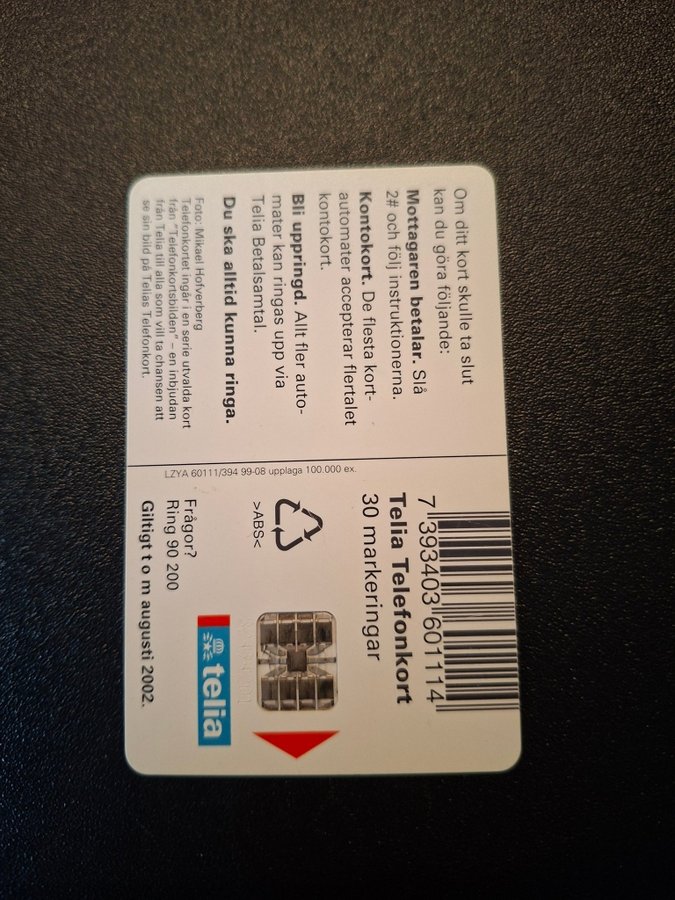 Om ditt kort skulle ta slut
kan du göra följande:
Mottagaren betalar. Slå
2# och följ instruktionerna.
Kontokort. De flesta kort-
automater accepterar flertalet
kontokort.
Bli uppringd. Allt fler auto-
mater kan ringas upp via
Telia Betalsamtal.
Du ska alltid kunna ringa.
Foto: Mikael Hofverberg
Telefonkortet ingår i en serie utvalda kort
från "Telefonkortsbilden" – en inbjudan
från Telia till alla som vill ta chansen att
se sin bild på Telias Telefonkort.
LZYA 60111/394 99-08 upplaga 100.000 ex.
7 393403 601114
Telia Telefonkort
30 markeringar
>ABS<
Frågor?
Ring 90 200
Giltigt t o m augusti 2002.
telia